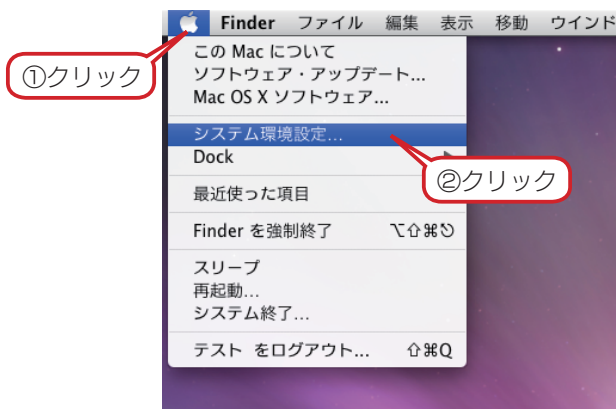 Finder ファイル 編集 表示 移動 ウインド
①クリック
この Mac について
ソフトウェア・アップデート...
Mac OS X ソフトウェア...
システム環境設定...
Dock
②クリック
最近使った項目
Finder を強制終了 ⌥⇧⌘⎋
スリープ
再起動...
システム終了...
テスト をログアウト... ⇧⌘Q